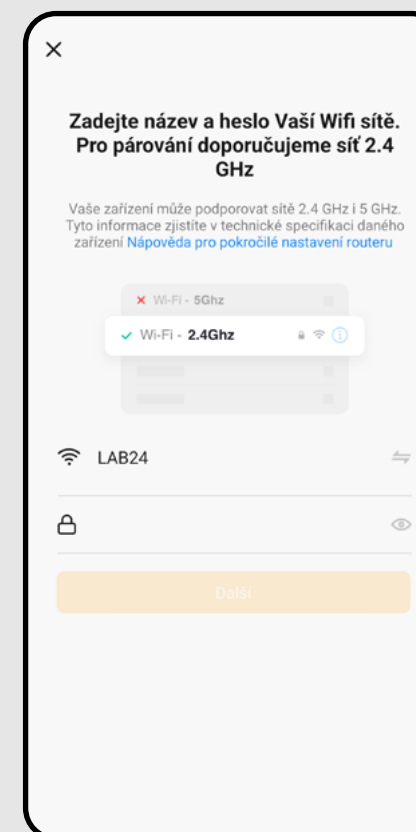 Zadejte název a heslo Vaší Wifi sítě.
Pro párování doporučujeme síť 2.4
GHz
Vaše zařízení může podporovat sítě 2.4 GHz i 5 GHz.
Tyto informace zjistíte v technické specifikaci daného
zařízení Nápověda pro pokročilé nastavení routeru
Wi-Fi - 5Ghz
Wi-Fi - 2.4Ghz
LAB24
Další